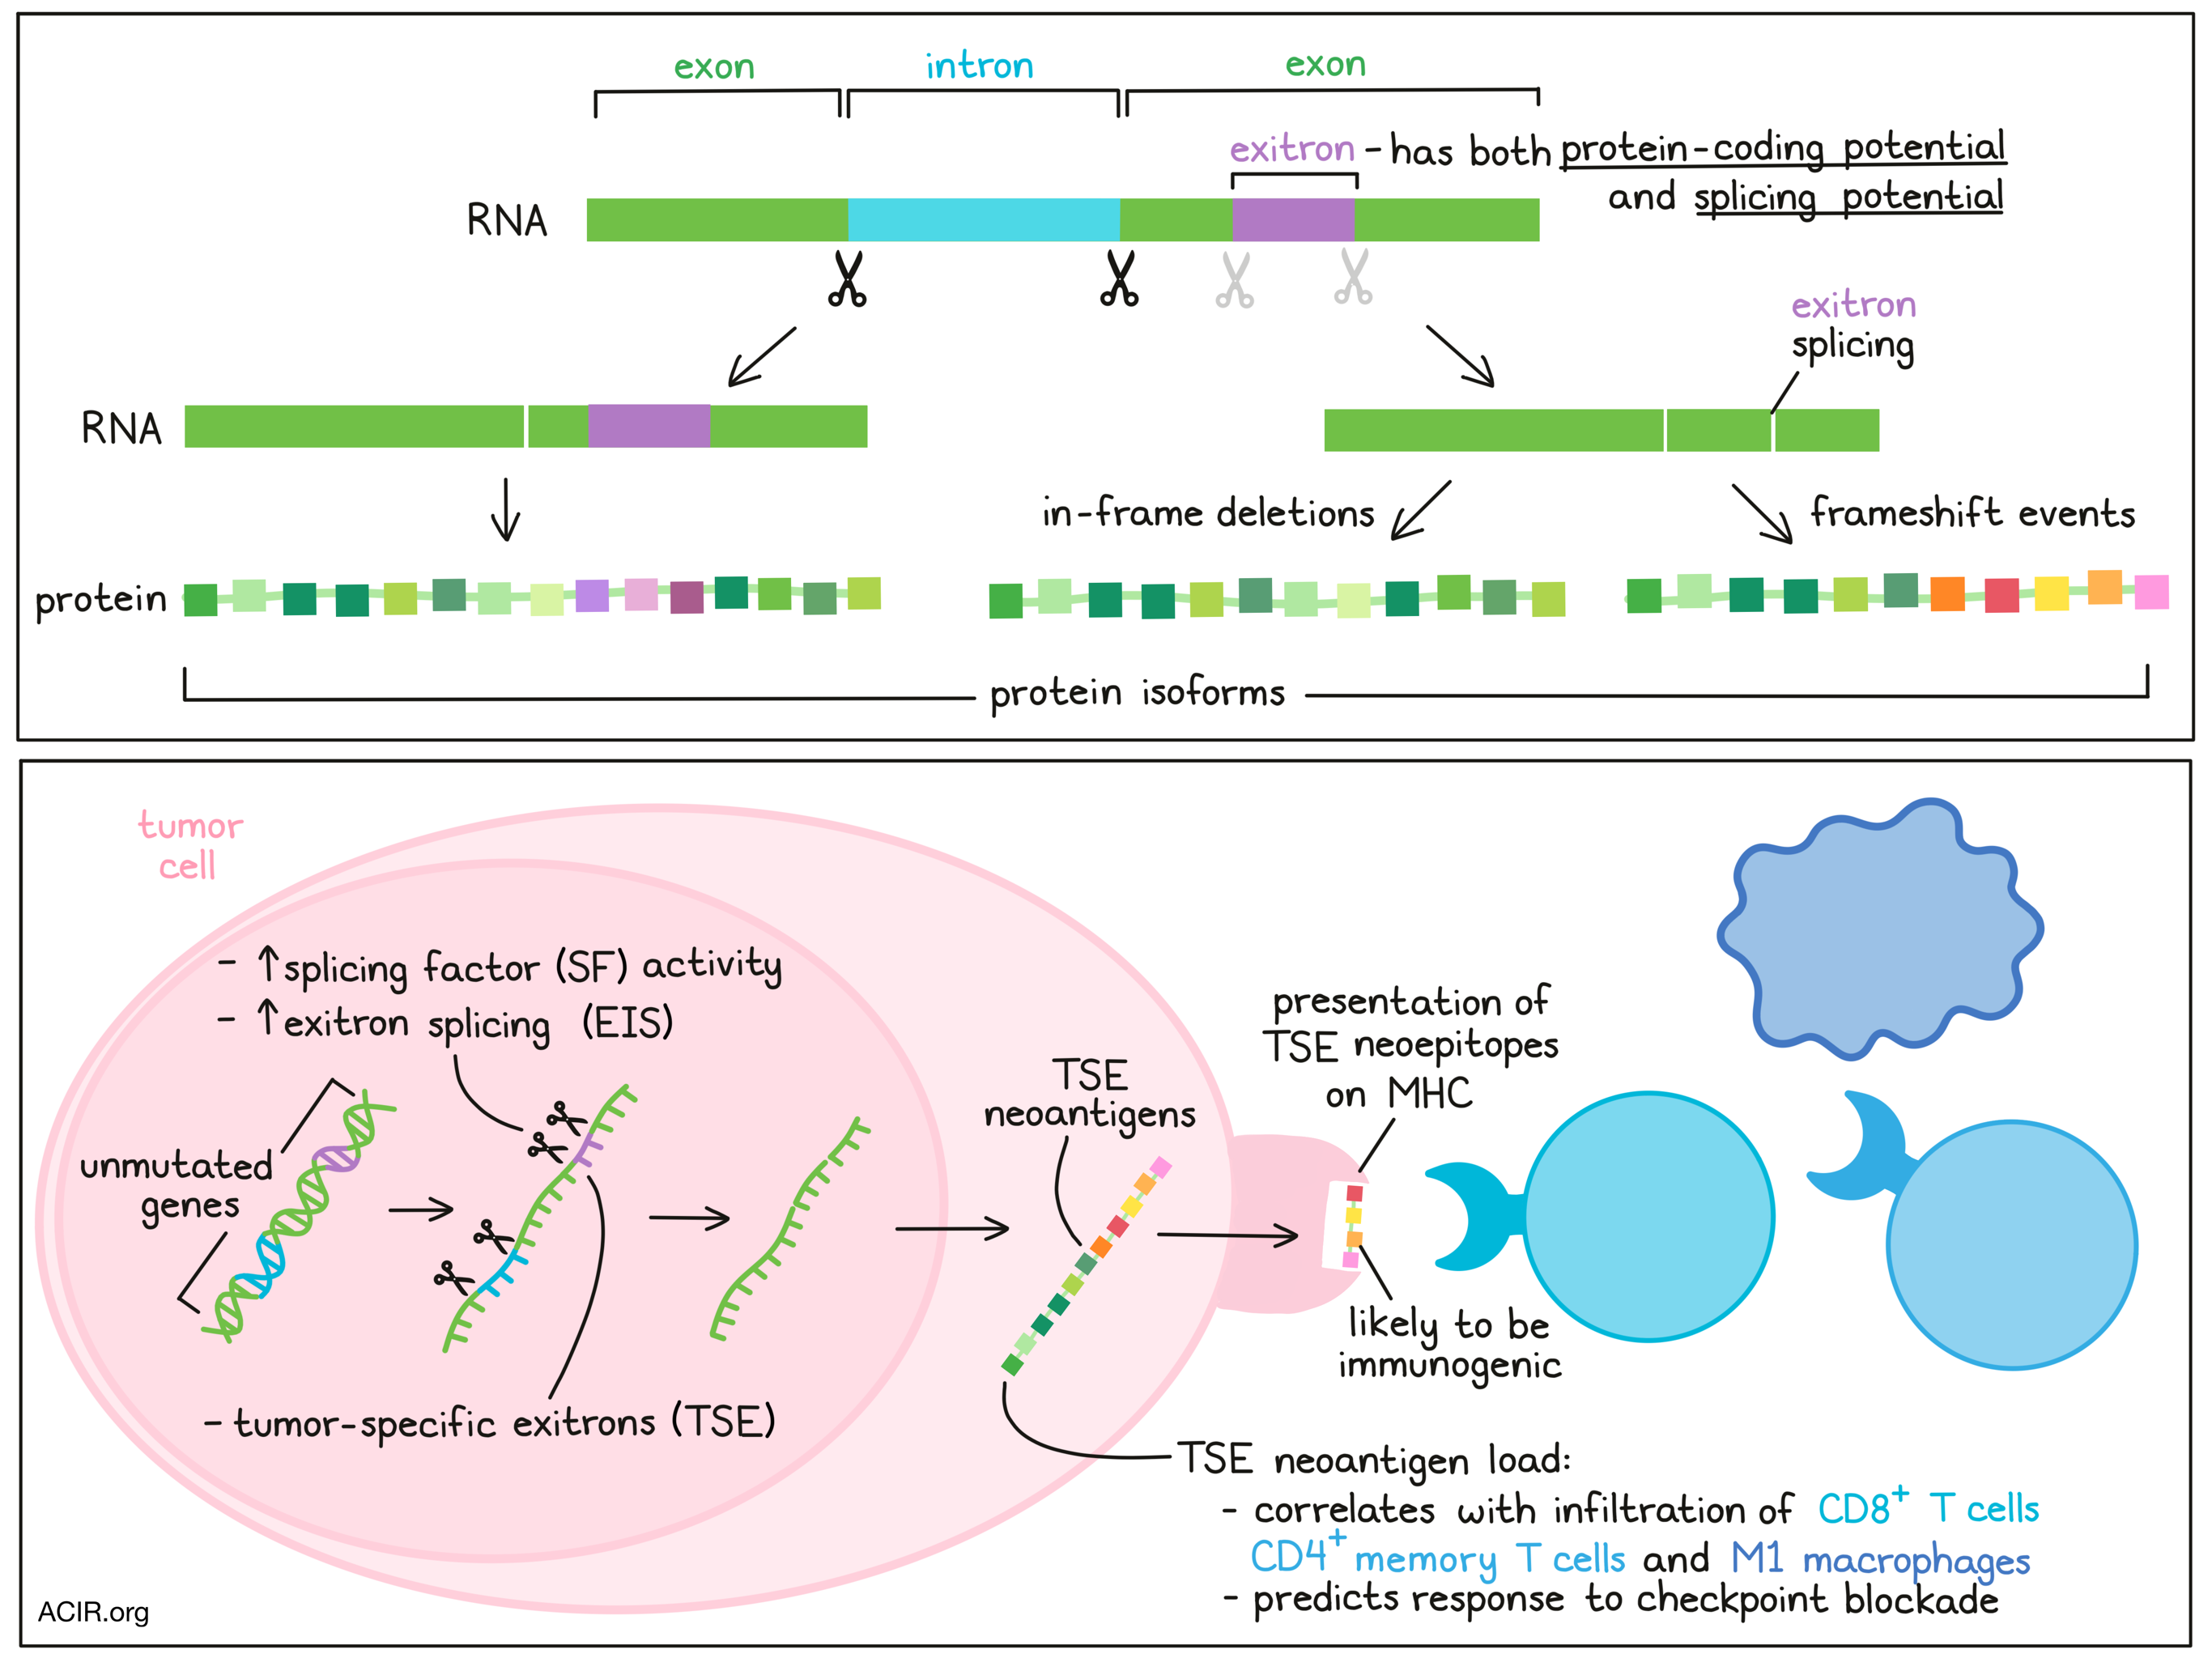 exon
intron
exon
exitron - has both protein-coding potential
and splicing potential
RNA
exitron
splicing
RNA
in-frame deletions
frameshift events
protein
protein isoforms
tumor
cell
- ↑splicing factor (SF) activity
- ↑exitron splicing (EIS)
unmutated
genes
- tumor-specific exitrons (TSE)
TSE
neoantigens
presentation of
TSE neoepitopes
on MHC
likely to be
immunogenic
TSE neoantigen load:
- correlates with infiltration of CD8⁺ T cells
CD4⁺ memory T cells and M1 macrophages
- predicts response to checkpoint blockade
ACIR.org